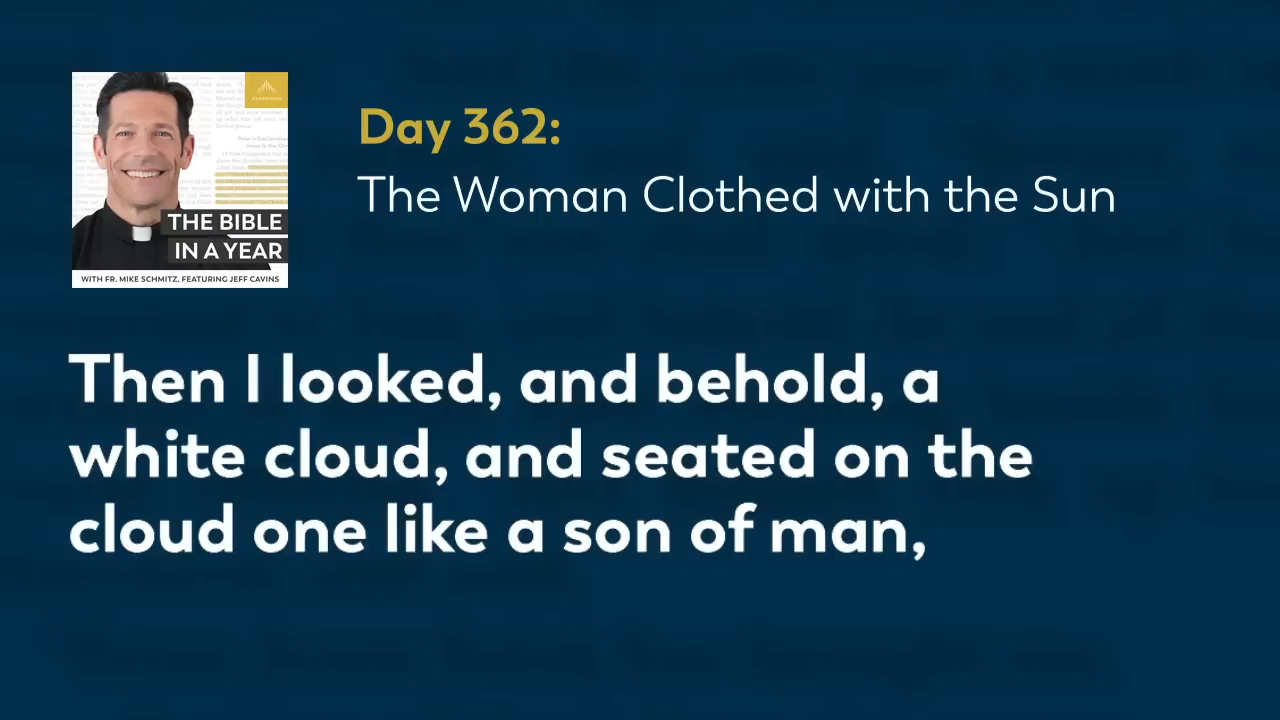 Day 362:
The Woman Clothed with the Sun
THE BIBLE
IN A YEAR
WITH FR. MIKE SCHMITZ, FEATURING JEFF CAVINS
Then I looked, and behold, a
white cloud, and seated on the
cloud one like a son of man,